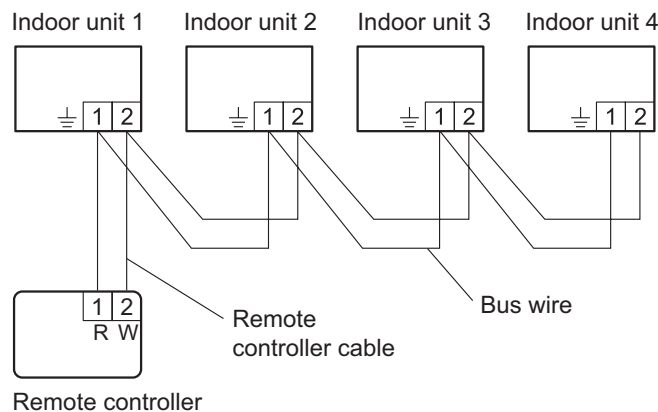 Indoor unit 1
Indoor unit 2
Indoor unit 3
Indoor unit 4
1 2
1 2
1 2
1 2
1 2
R W
Remote
controller cable
Bus wire
Remote controller